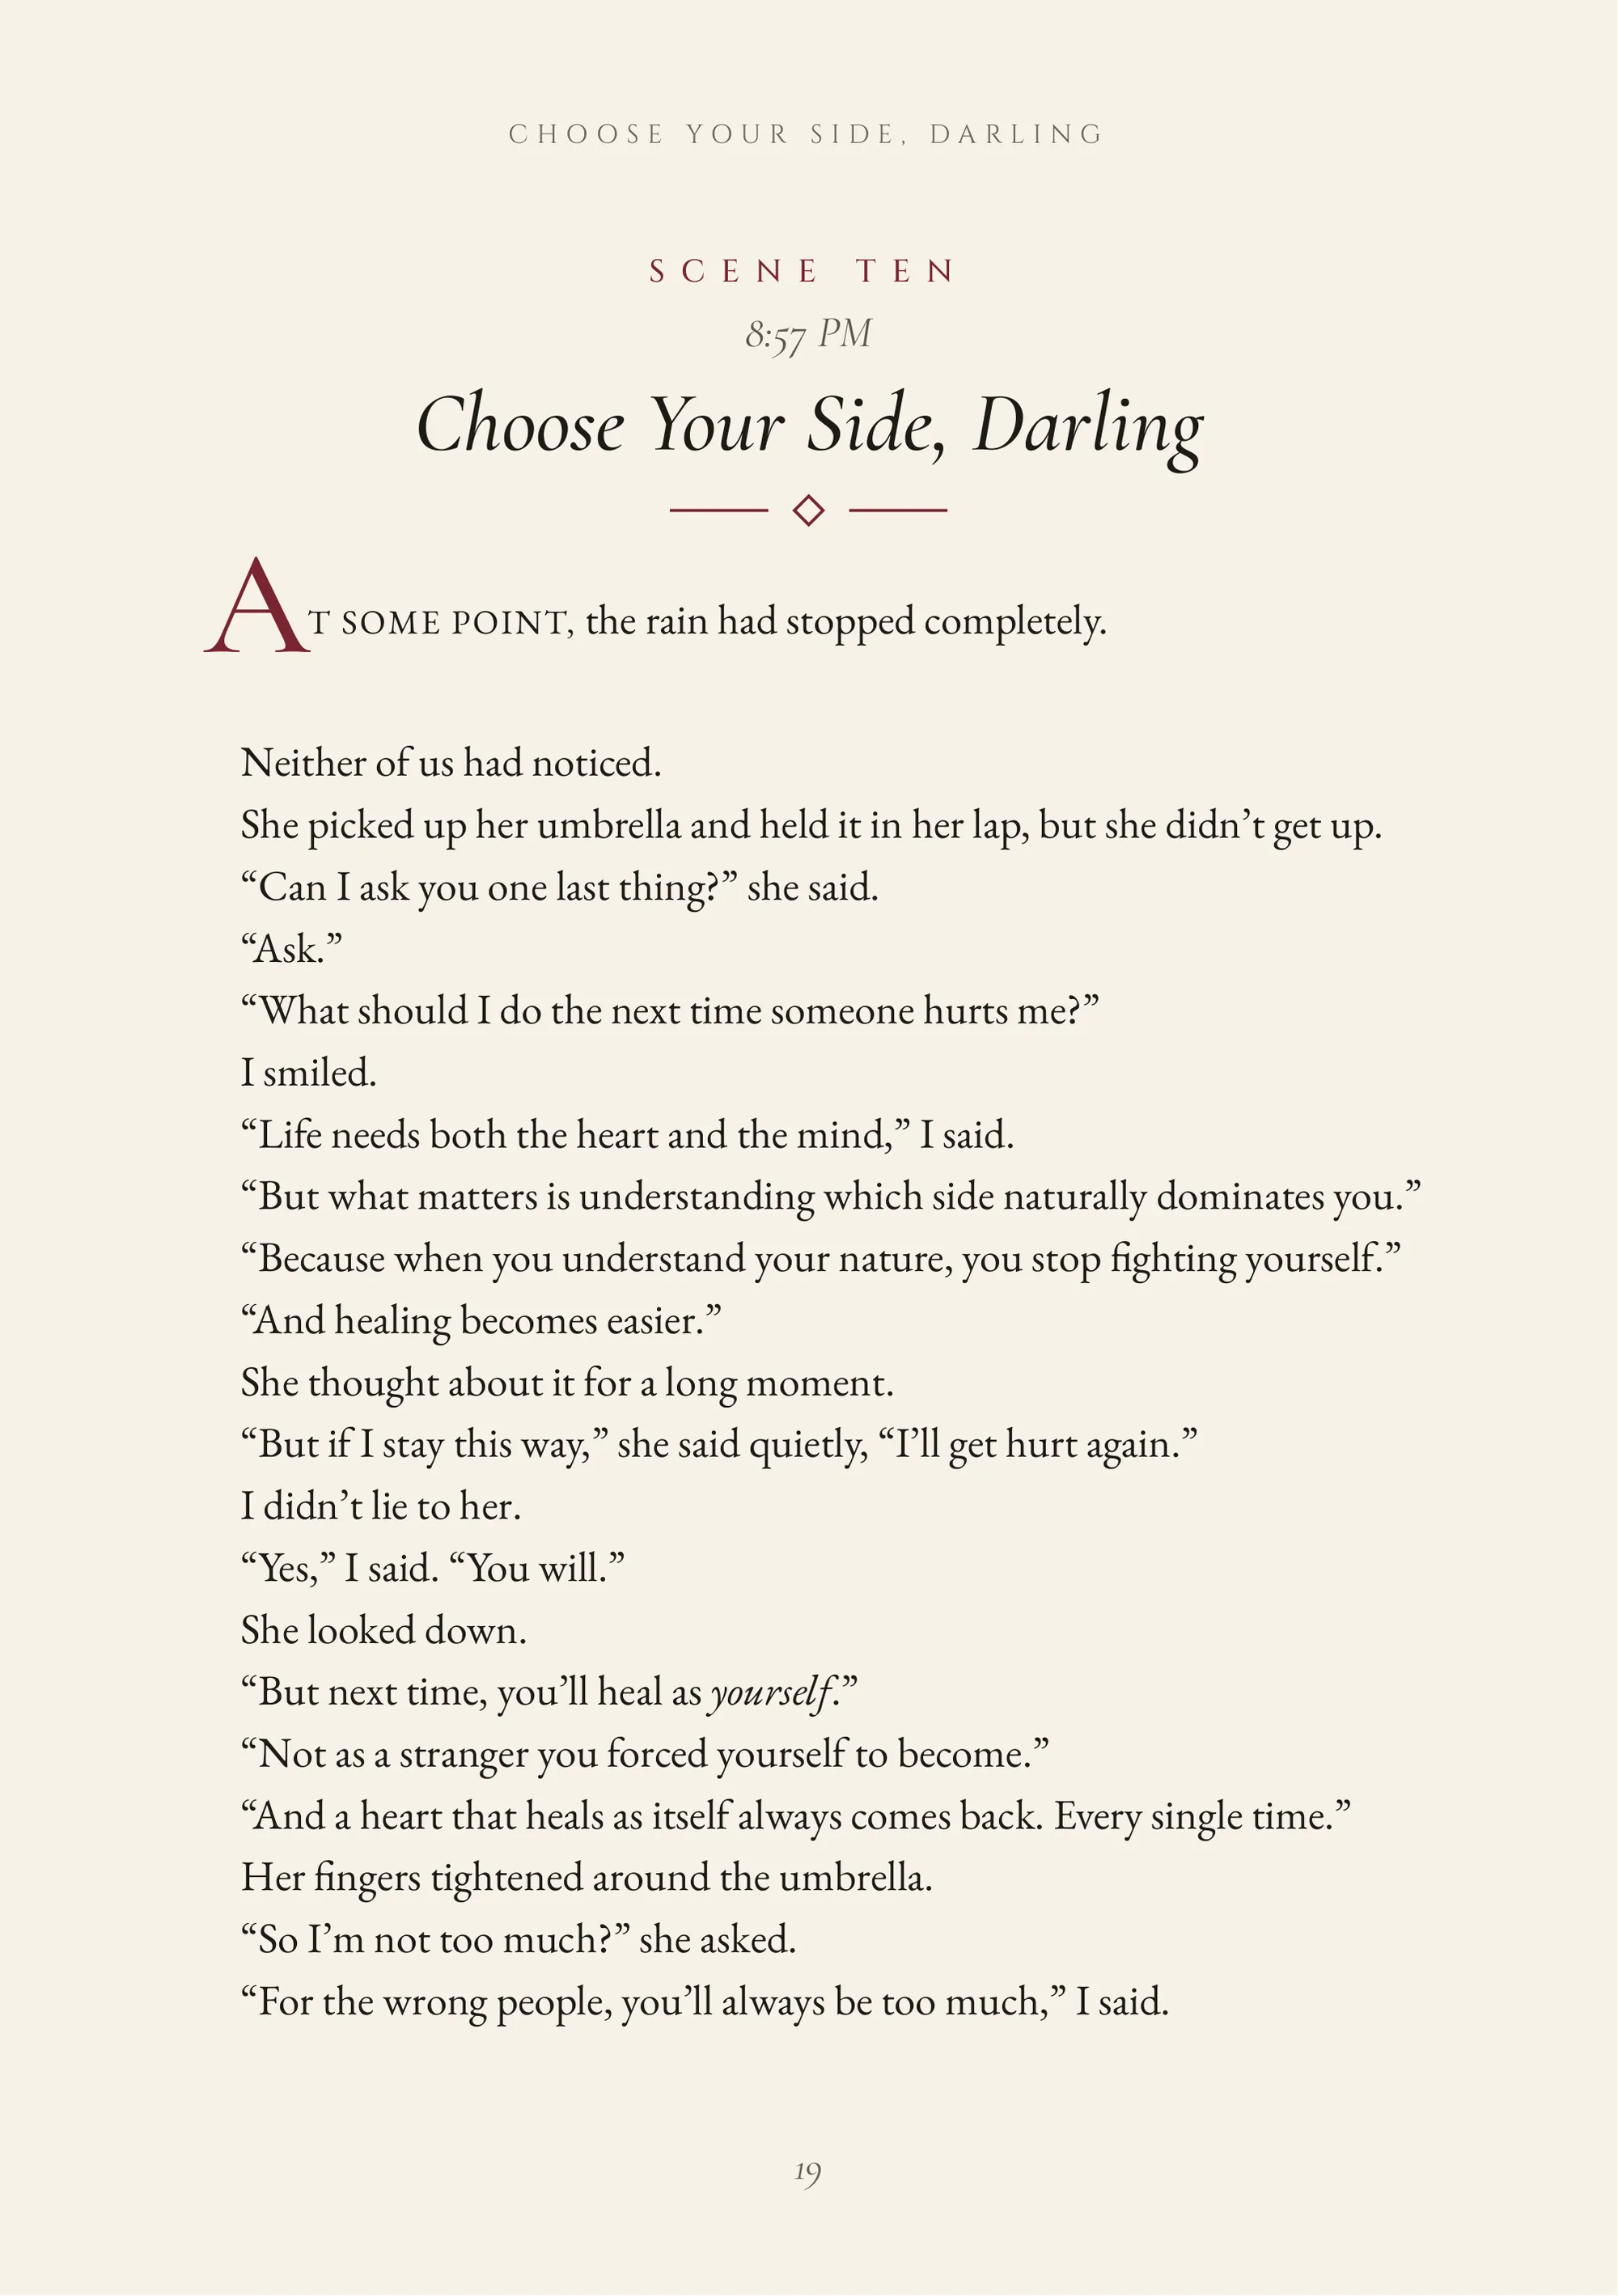 CHOOSE YOUR SIDE, DARLING
SCENE TEN
8:57 PM
Choose Your Side, Darling
AT SOME POINT, the rain had stopped completely.
Neither of us had noticed.
She picked up her umbrella and held it in her lap, but she didn’t get up.
“Can I ask you one last thing?” she said.
“Ask.”
“What should I do the next time someone hurts me?”
I smiled.
“Life needs both the heart and the mind,” I said.
“But what matters is understanding which side naturally dominates you.”
“Because when you understand your nature, you stop fighting yourself.”
“And healing becomes easier.”
She thought about it for a long moment.
“But if I stay this way,” she said quietly, “I’ll get hurt again.”
I didn’t lie to her.
“Yes,” I said. “You will.”
She looked down.
“But next time, you’ll heal as yourself.”
“Not as a stranger you forced yourself to become.”
“And a heart that heals as itself always comes back. Every single time.”
Her fingers tightened around the umbrella.
“So I’m not too much?” she asked.
“For the wrong people, you’ll always be too much,” I said.
19